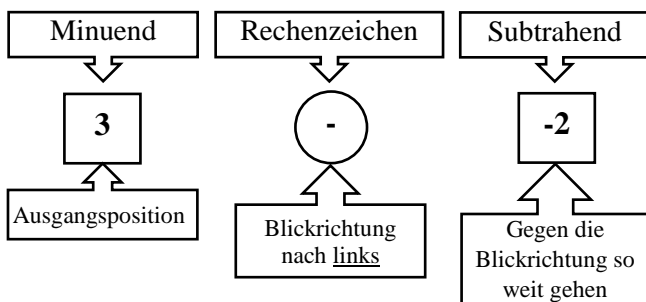 Minuend
Rechenzeichen
Subtrahend
3
-
-2
Ausgangsposition
Blickrichtung
nach links
Gegen die
Blickrichtung so
weit gehen